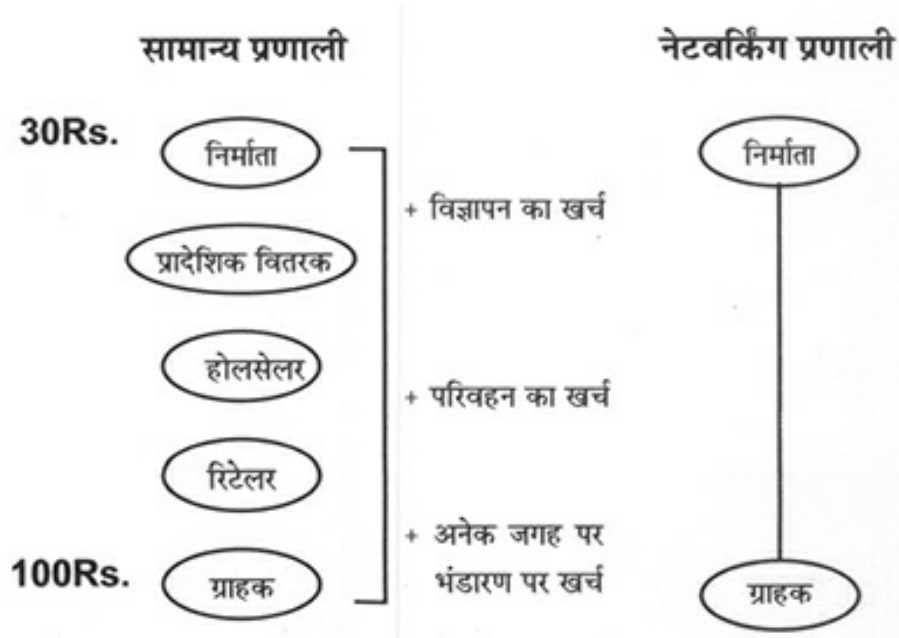 सामान्य प्रणाली
30Rs.
निर्माता
प्रादेशिक वितरक
होलसेलर
रिटेलर
100Rs.
ग्राहक
+ विज्ञापन का खर्च
+ परिवहन का खर्च
+ अनेक जगह पर
भंडारण पर खर्च
नेटवर्किंग प्रणाली
निर्माता
ग्राहक